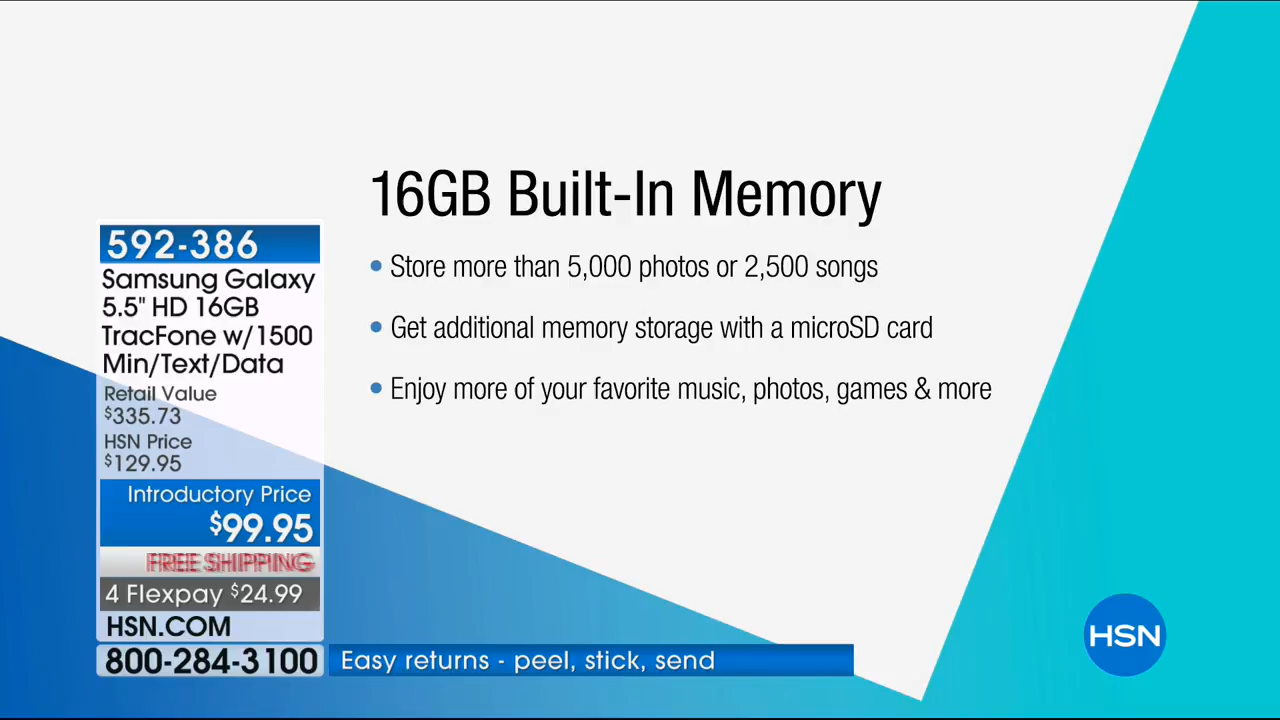 16GB Built-In Memory
• Store more than 5,000 photos or 2,500 songs
• Get additional memory storage with a microSD card
• Enjoy more of your favorite music, photos, games & more
592-386
Samsung Galaxy
5.5" HD 16GB
TracFone w/1500
Min/Text/Data
Retail Value
$335.73
HSN Price
$129.95
Introductory Price
$99.95
FREE SHIPPING
4 Flexpay $24.99
HSN.COM
800-284-3100
Easy returns - peel, stick, send
HSN